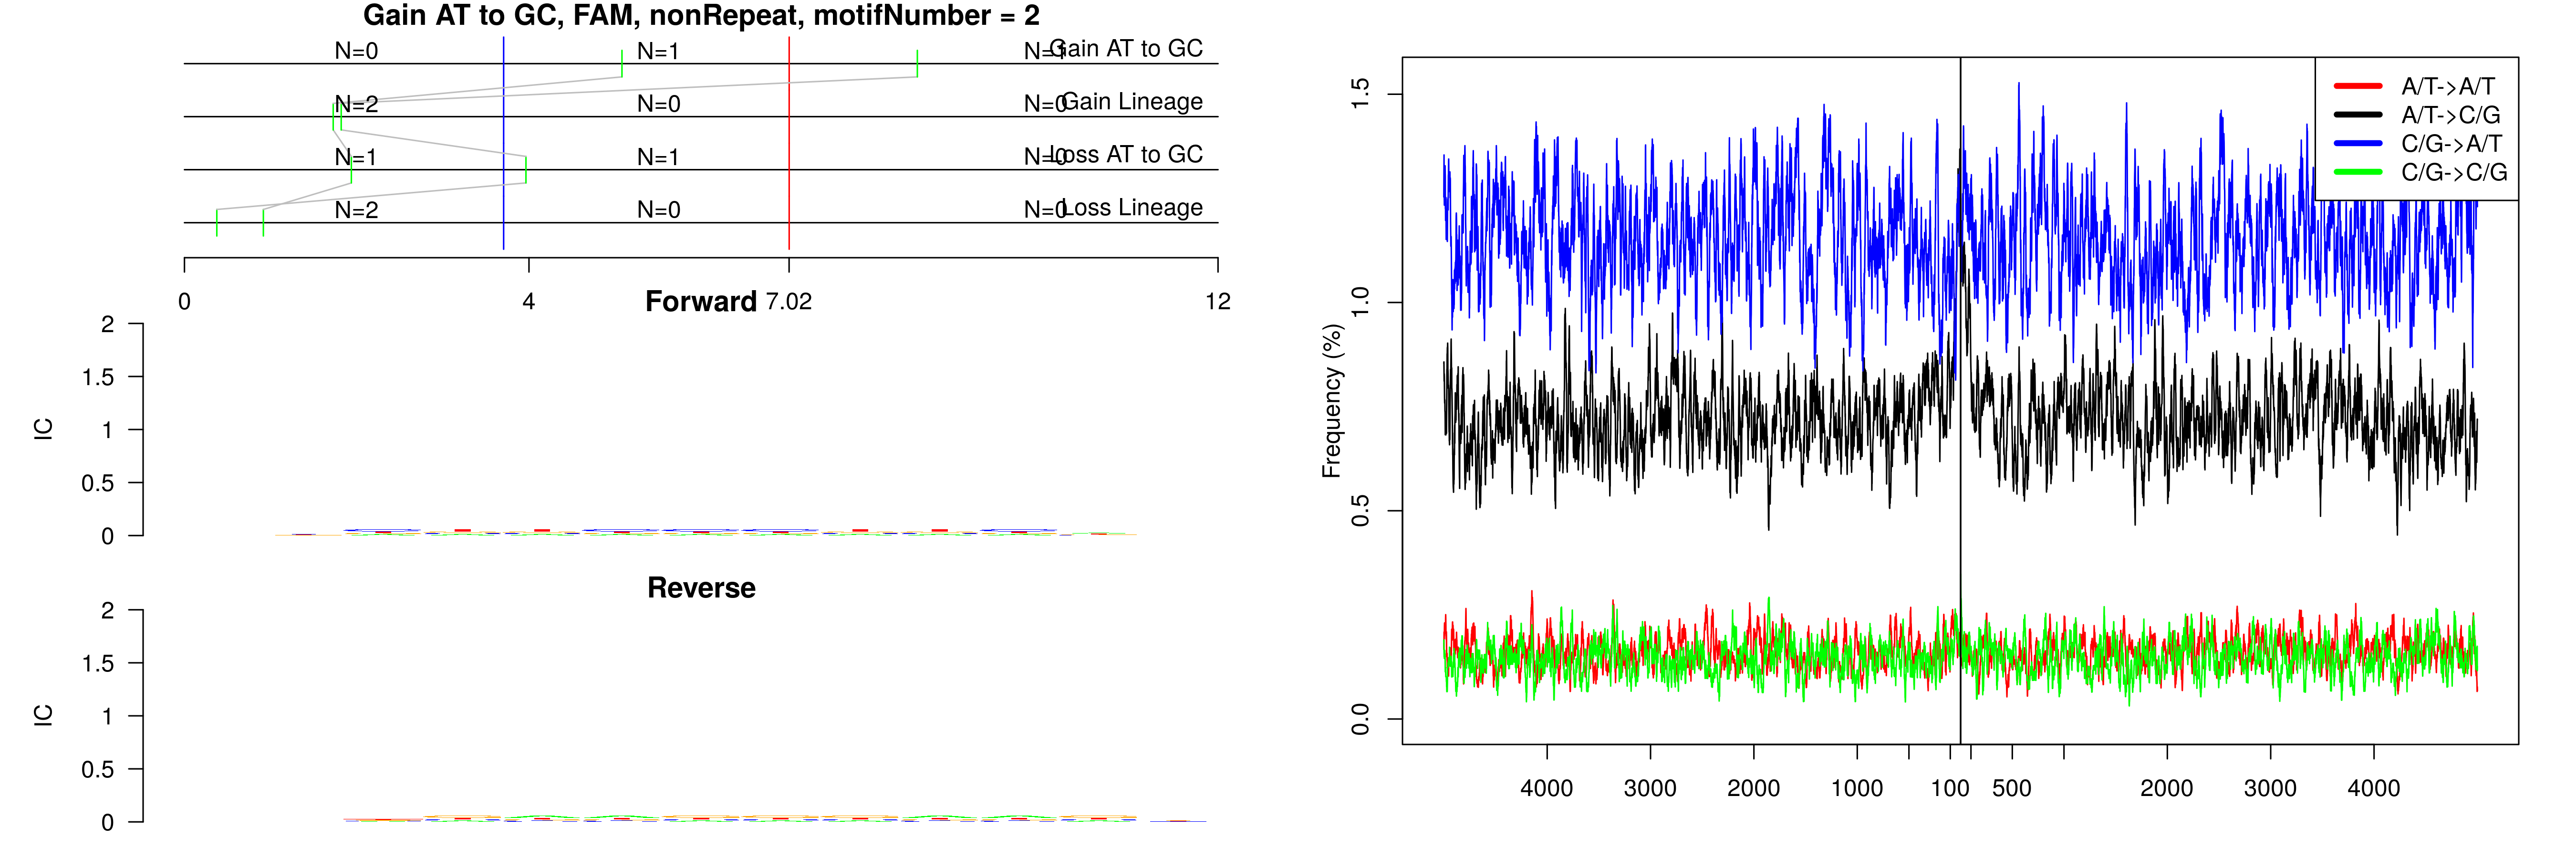 Gain AT to GC, FAM, nonRepeat, motifNumber = 2
N=0 N=1 N=1 Gain AT to GC
N=2 N=0 N=0 Gain Lineage
N=1 N=1 N=0 Loss AT to GC
N=2 N=0 N=0 Loss Lineage
0 4 7.02 12
Forward
2
1.5
1
0.5
0
IC
Reverse
2
1.5
1
0.5
0
IC
Frequency (%)
1.5
1.0
0.5
0.0
A/T->A/T
A/T->C/G
C/G->A/T
C/G->C/G
4000 3000 2000 1000 100 500 2000 3000 4000